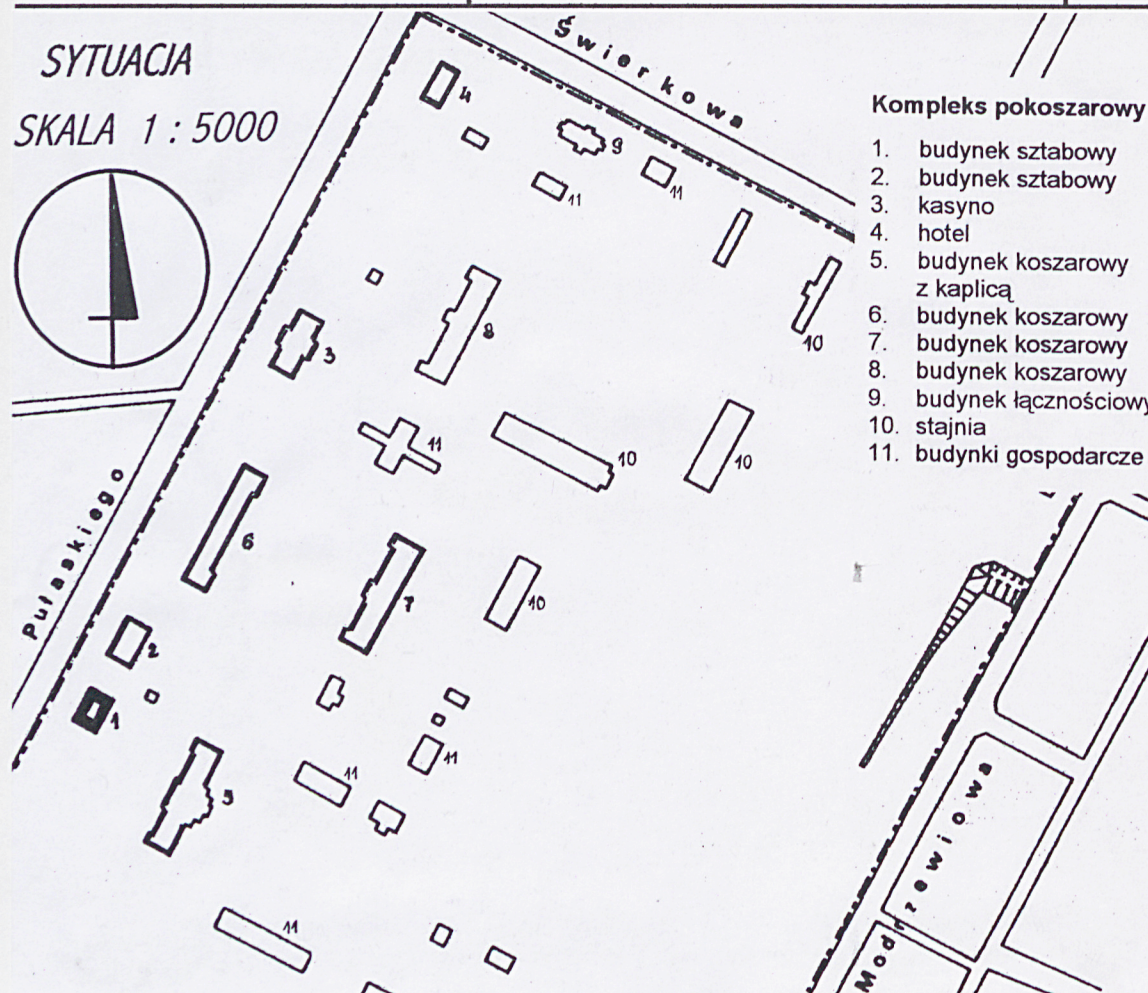 SYTUACJA
SKALA 1 : 5000
Świerkowa
Kompleks pokoszarowy
1. budynek sztabowy
2. budynek sztabowy
3. kasyno
4. hotel
5. budynek koszarowy
z kaplicą
6. budynek koszarowy
7. budynek koszarowy
8. budynek koszarowy
9. budynek łącznościowy
10. stajnia
11. budynki gospodarcze
4
9
11
11
10
8
3
11
10
10
6
7
10
Pułaskiego
2
1
11
11
5
11
Modrzewiowa